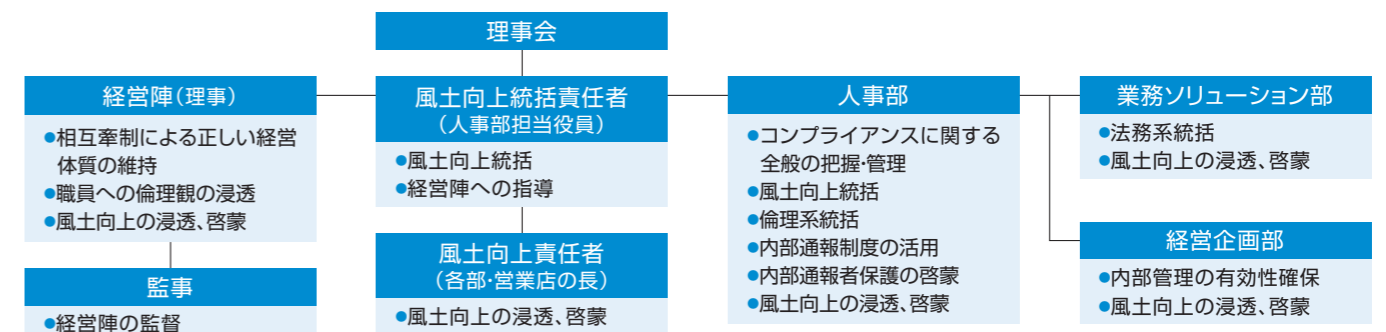 理事会
経営陣(理事)
●相互牽制による正しい経営
体質の維持
●職員への倫理観の浸透
●風土向上の浸透、啓蒙
監事
●経営陣の監督
風土向上統括責任者
(人事部担当役員)
●風土向上統括
●経営陣への指導
風土向上責任者
(各部・営業店の長)
●風土向上の浸透、啓蒙
人事部
●コンプライアンスに関する
全般の把握・管理
●風土向上統括
●倫理系統括
●内部通報制度の活用
●内部通報者保護の啓蒙
●風土向上の浸透、啓蒙
業務ソリューション部
●法務系統括
●風土向上の浸透、啓蒙
経営企画部
●内部管理の有効性確保
●風土向上の浸透、啓蒙